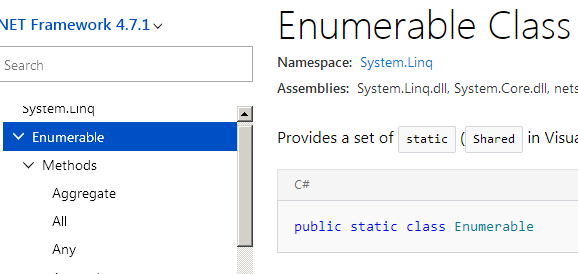 NET Framework 4.7.1
Search
System.Linq
Enumerable
Methods
Aggregate
All
Any
Enumerable Class
Namespace: System.Linq
Assemblies: System.Linq.dll, System.Core.dll, nets
Provides a set of static (Shared in Visua
C#
public static class Enumerable